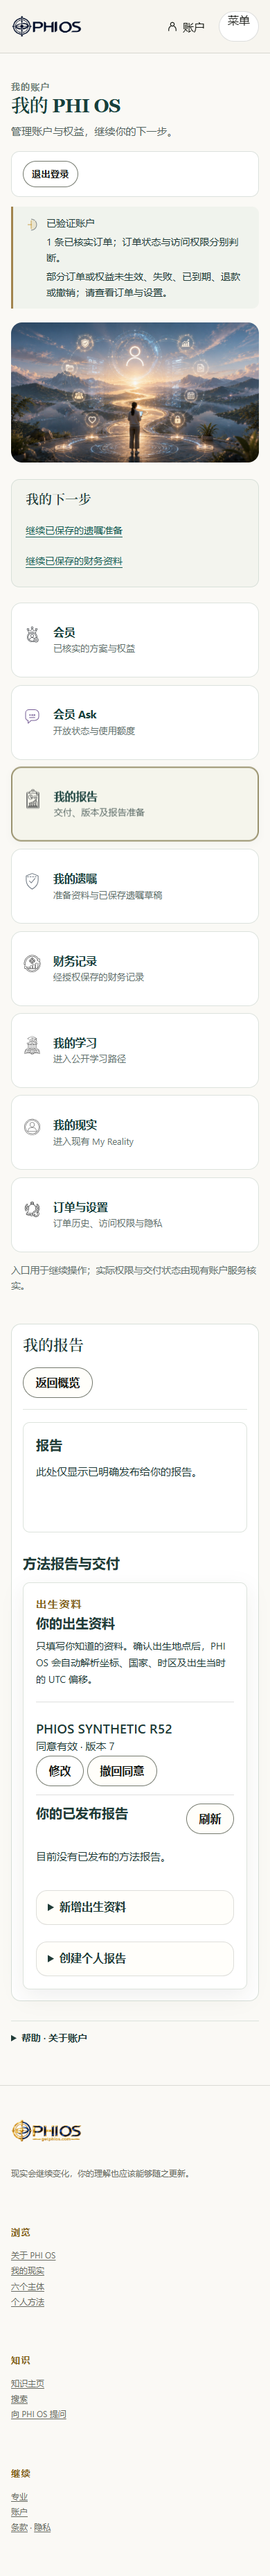 PHIOS
账户
菜单
我的账户
我的 PHI OS
管理账户与权益，继续你的下一步。
退出登录
已验证账户
1 条已核实订单；订单状态与访问权限分别判
断。
部分订单或权益未生效、失败、已到期、退款
或撤销；请查看订单与设置。
我的下一步
继续已保存的遗嘱准备
继续已保存的财务资料
会员
已核实的方案与权益
会员 Ask
开放状态与使用额度
我的报告
交付、版本及报告准备
我的遗嘱
准备资料与已保存遗嘱草稿
财务记录
经授权保存的财务记录
我的学习
进入公开学习路径
我的现实
进入现有 My Reality
订单与设置
订单历史、访问权限与隐私
入口用于继续操作；实际权限与交付状态由现有账户服务核
实。
我的报告
返回概览
报告
此处仅显示已明确发布给你的报告。
方法报告与交付
出生资料
你的出生资料
只填写你知道的资料。确认出生地点后，PHI
OS 会自动解析坐标、国家、时区及出生当时
的 UTC 偏移。
PHIOS SYNTHETIC R52
同意有效 · 版本 7
修改
撤回同意
你的已发布报告
刷新
目前没有已发布的方法报告。
▶ 新增出生资料
▶ 创建个人报告
▶ 帮助 · 关于账户
PHIOS
现实会继续变化，你的理解也应该能够随之更新。
浏览
关于 PHI OS
我的现实
六个主体
个人方法
知识
知识主页
搜索
向 PHI OS 提问
继续
专业
账户
条款 · 隐私